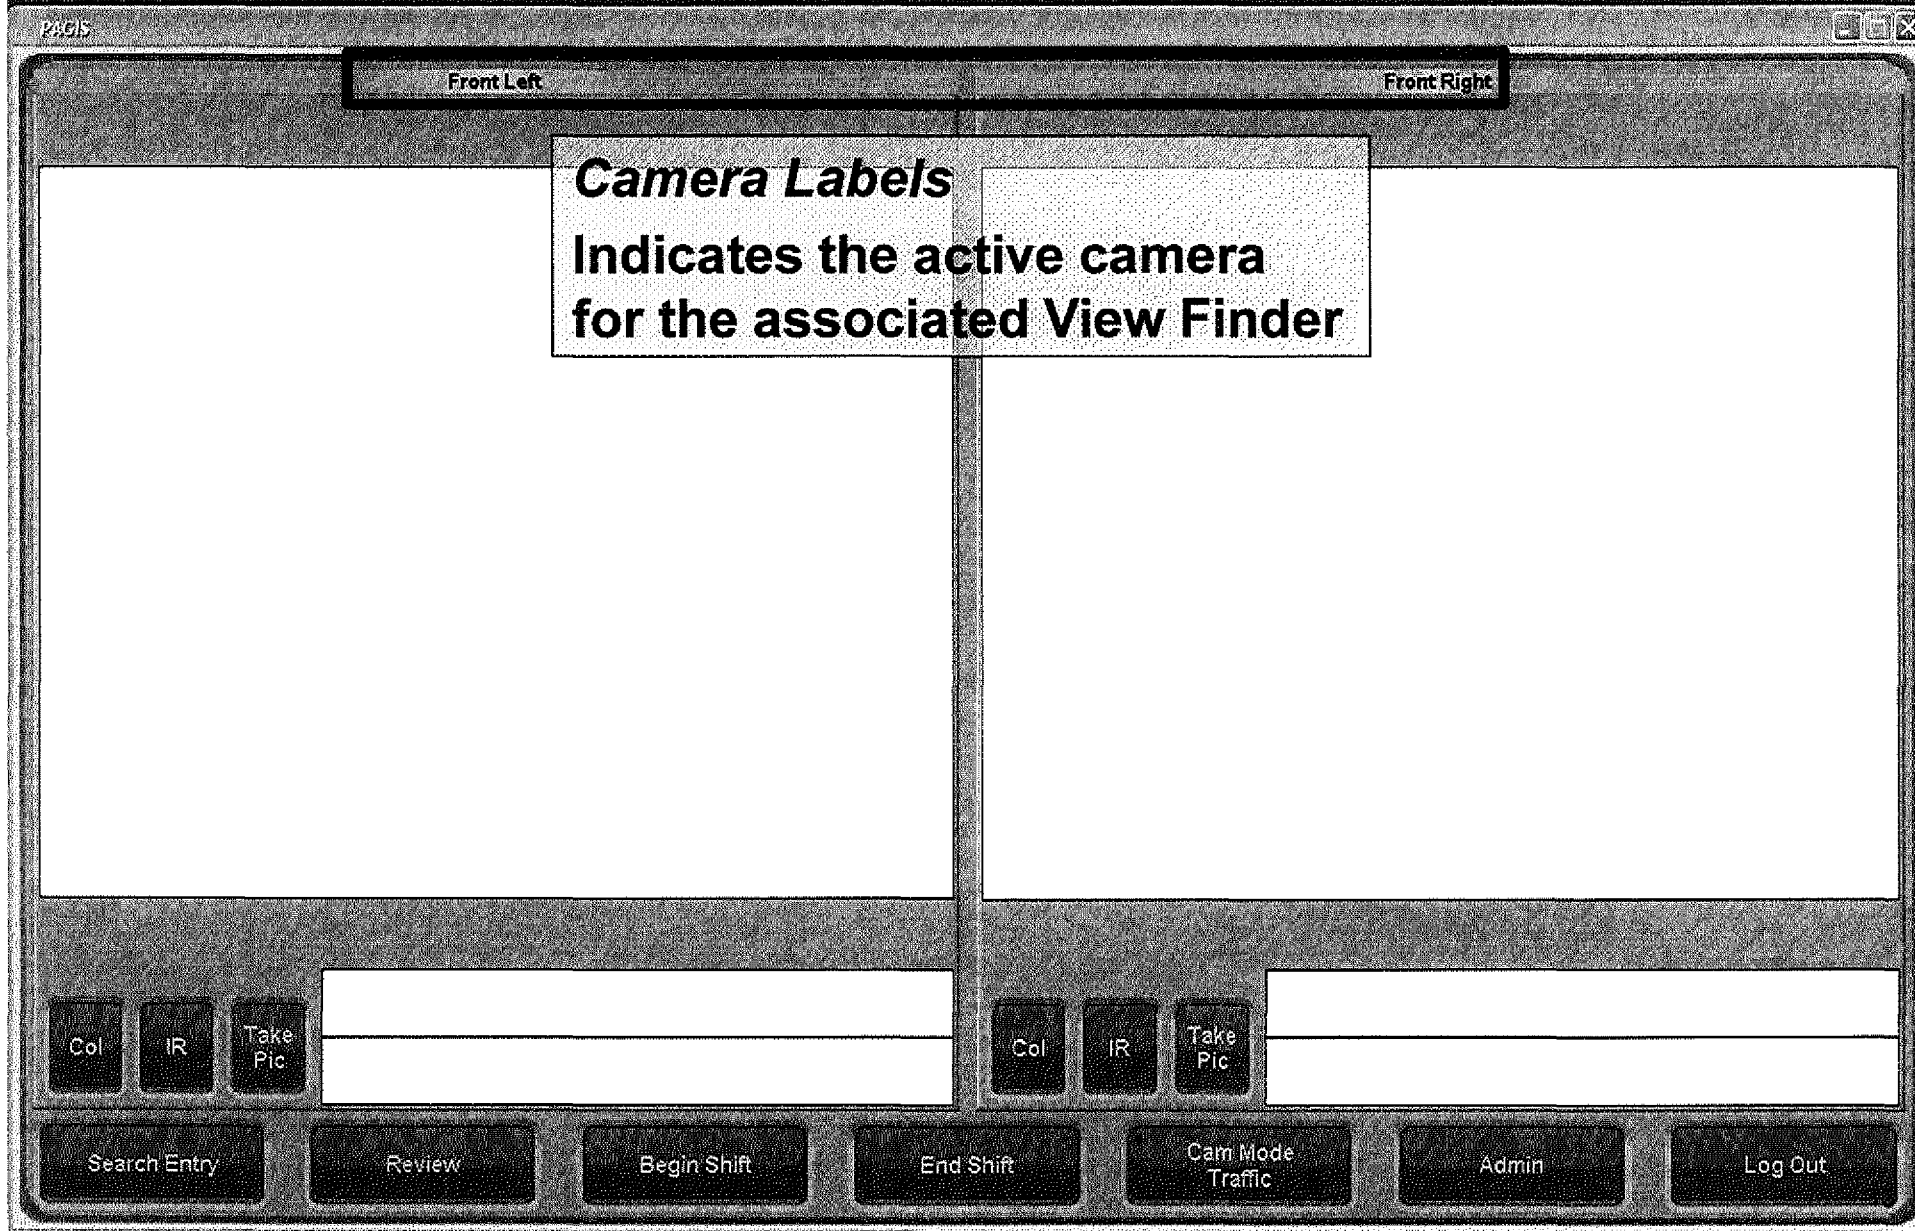 PAGIS
Front Left
Front Right
Camera Labels
Indicates the active camera
for the associated View Finder
Col
IR
Take
Pic
Col
IR
Take
Pic
Search Entry
Review
Begin Shift
End Shift
Cam Mode
Traffic
Admin
Log Out